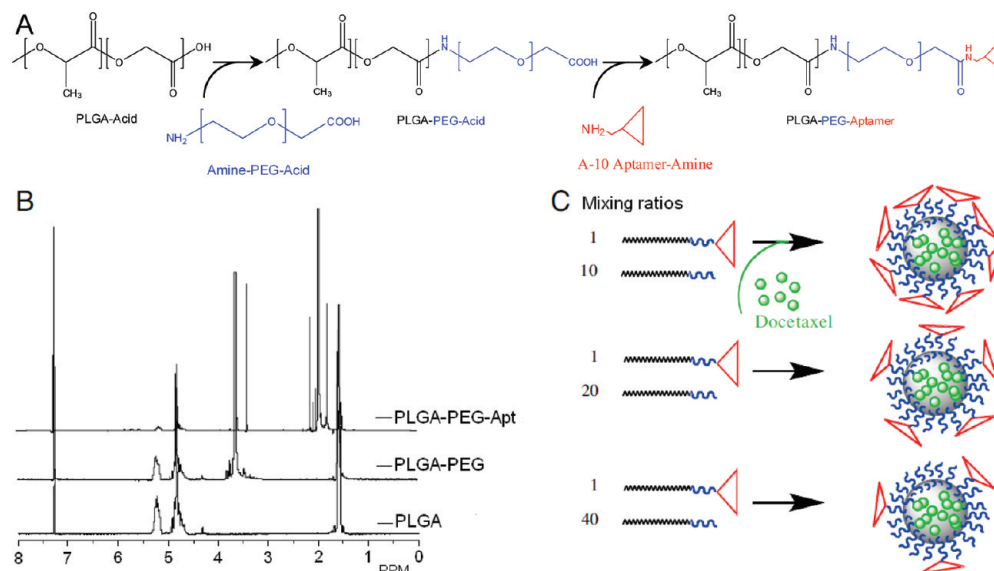 A
O
O
OH
O
O
CH3
O
PLGA-Acid
NH2
O
COOH
Amine-PEG-Acid
O
O
H
N
O
COOH
O
CH3
O
PLGA-PEG-Acid
NH2
A-10 Aptamer-Amine
O
O
H
N
O
HN
O
CH3
O
O
PLGA-PEG-Aptamer
B
PLGA-PEG-Apt
PLGA-PEG
PLGA
8 7 6 5 4 3 2 1 0
PPM
C Mixing ratios
1
10
Docetaxel
1
20
1
40